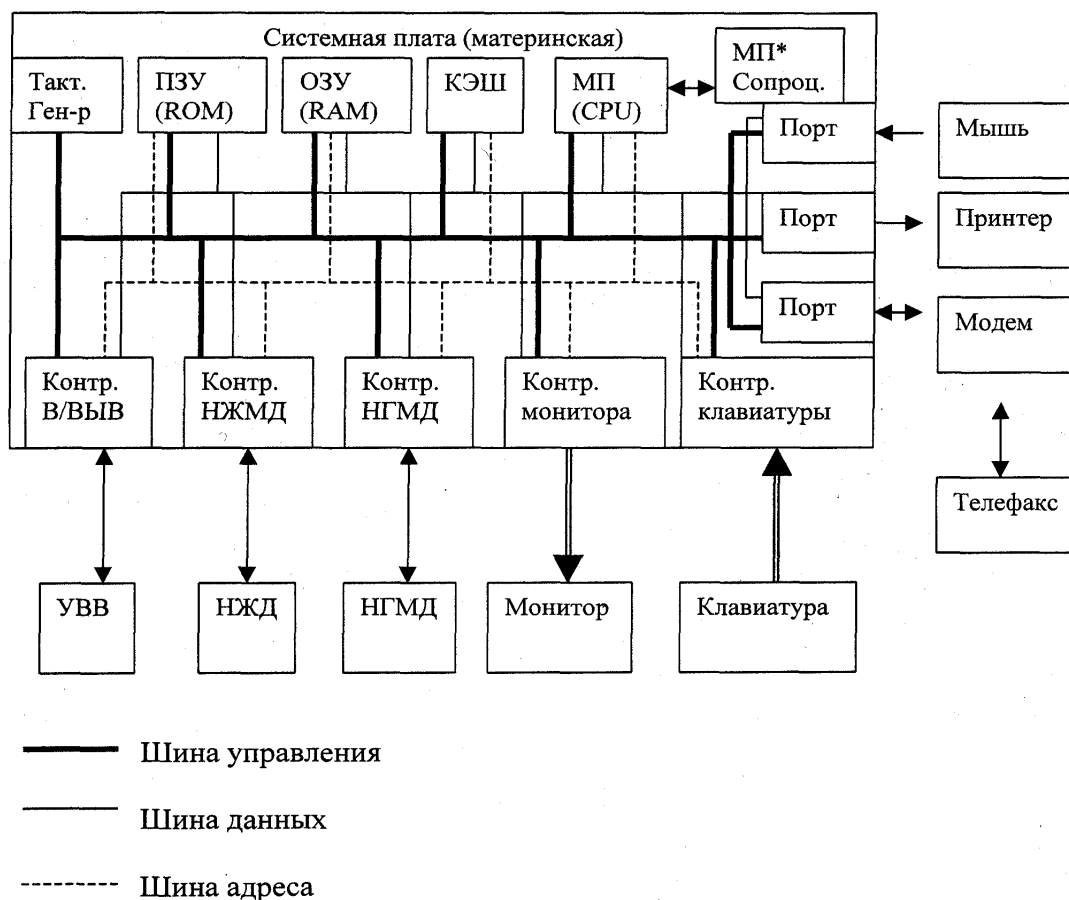 Системная плата (материнская)
Такт.
Ген-р
ПЗУ
(ROM)
ОЗУ
(RAM)
КЭШ
МП
(CPU)
МП*
Сопроц.
Порт
Мышь
Порт
Принтер
Порт
Модем
Контр.
В/ВЫВ
Контр.
НЖМД
Контр.
НГМД
Контр.
монитора
Контр.
клавиатуры
Телефакс
УВВ
НЖД
НГМД
Монитор
Клавиатура
Шина управления
Шина данных
Шина адреса